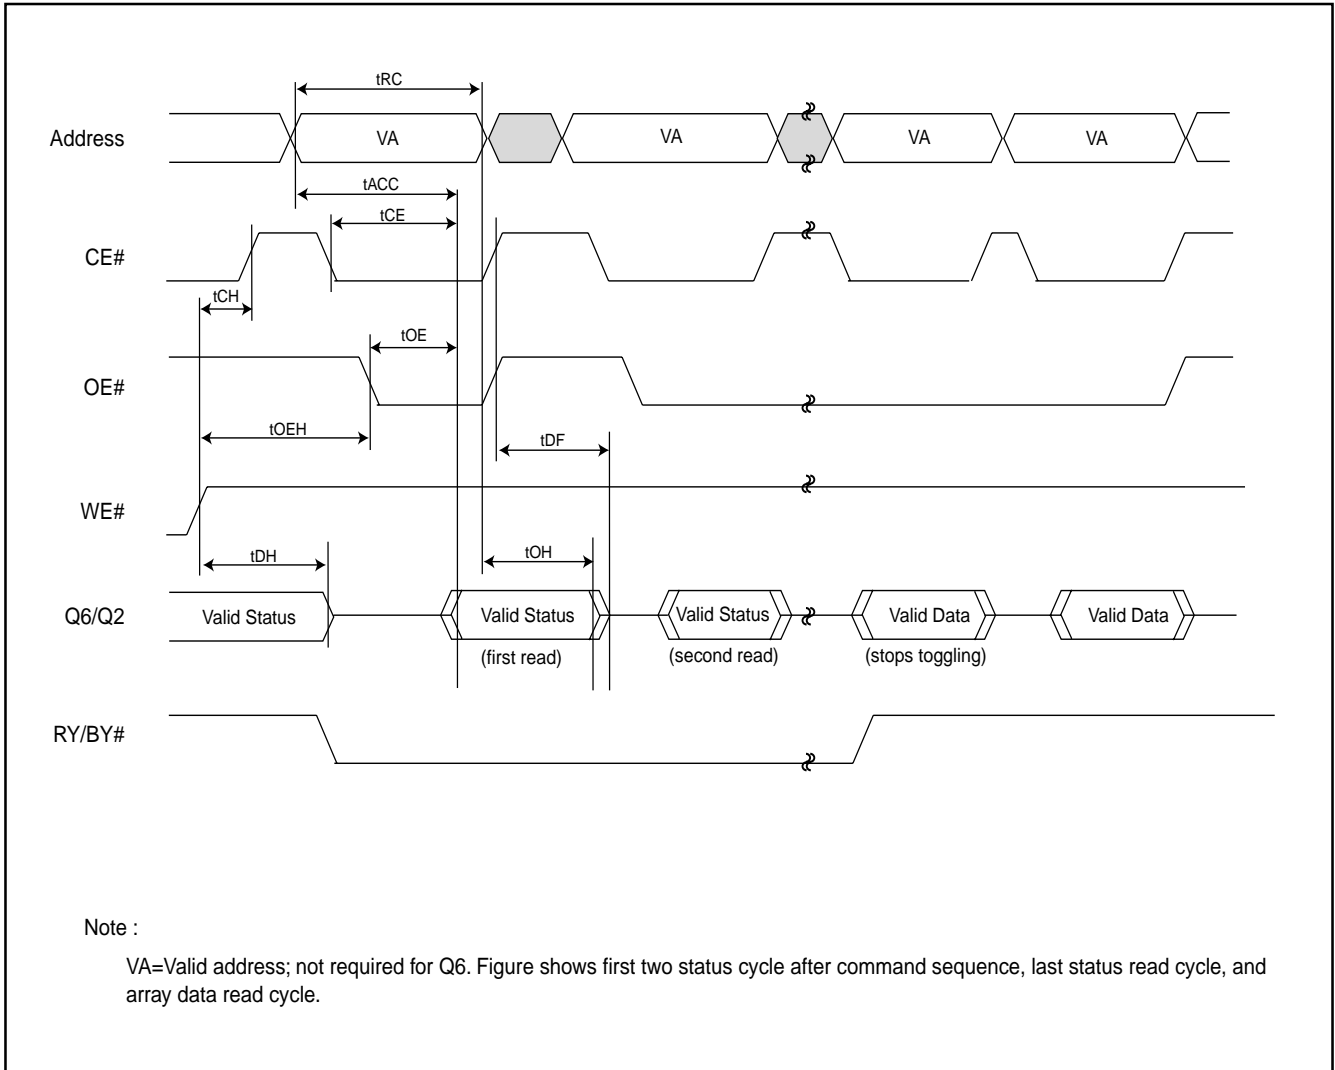 tRC
Address
VA
VA
VA
VA
tACC
tCE
CE#
tCH
tOE
OE#
tOEH
tDF
WE#
tDH
tOH
Q6/Q2
Valid Status
Valid Status
Valid Status
Valid Data
Valid Data
(first read)
(second read)
(stops toggling)
RY/BY#
Note :
VA=Valid address; not required for Q6. Figure shows first two status cycle after command sequence, last status read cycle, and
array data read cycle.